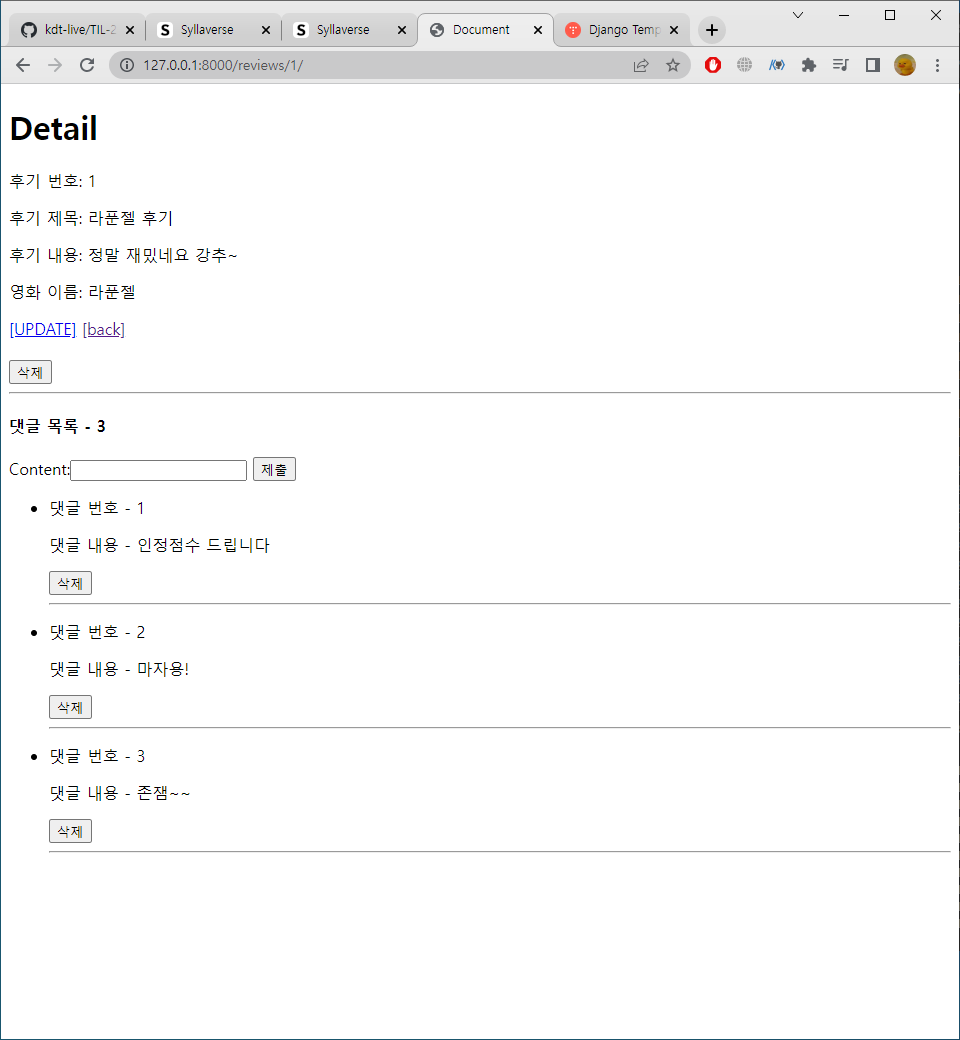 kdt-live/TIL-2
Syllaverse
Syllaverse
Document
Django Temp
127.0.0.1:8000/reviews/1/
Detail
후기 번호: 1
후기 제목: 라푼젤 후기
후기 내용: 정말 재밌네요 강추~
영화 이름: 라푼젤
[UPDATE] [back]
삭제
댓글 목록 - 3
Content: 제출
댓글 번호 - 1
댓글 내용 - 인정점수 드립니다
삭제
댓글 번호 - 2
댓글 내용 - 마자용!
삭제
댓글 번호 - 3
댓글 내용 - 존잼~~
삭제